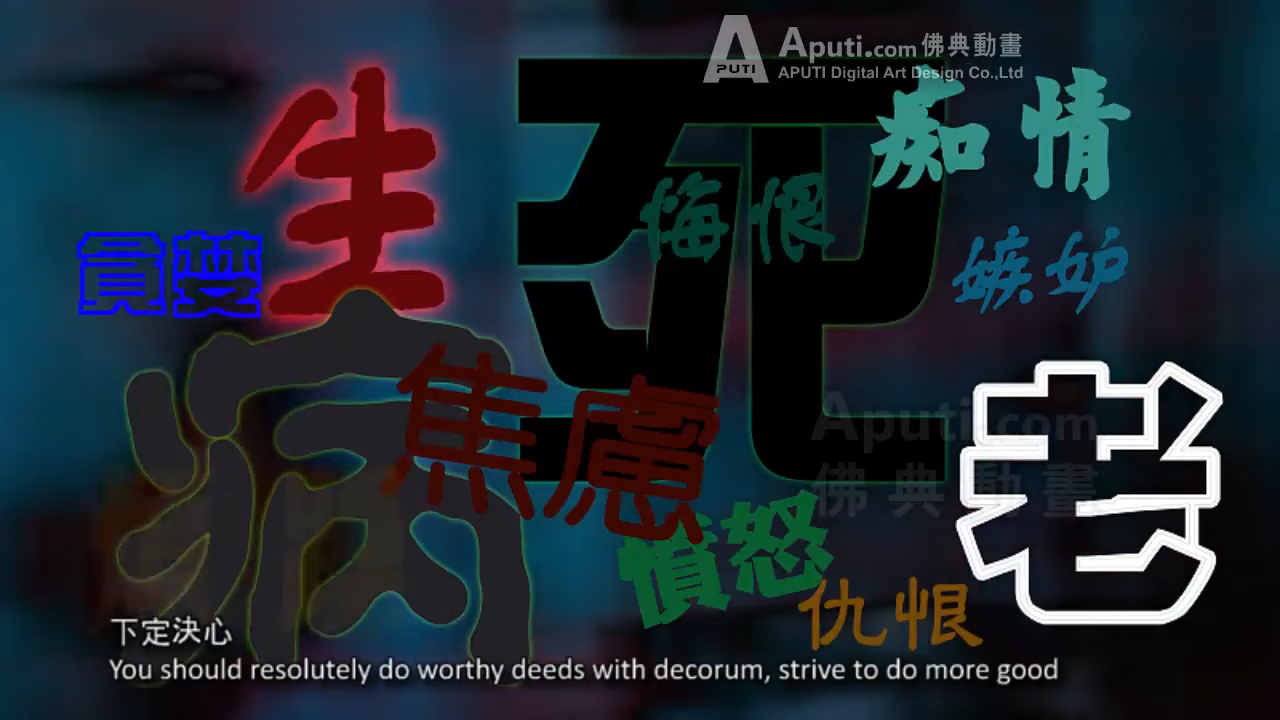 Aputi.com佛典動畫
PUTI
APUTI Digital Art Design Co.,Ltd
生
死
痴情
悔恨
貪婪
嫉妒
病
焦慮
老
Aputi.com
佛典動畫
憤怒
仇恨
下定決心
You should resolutely do worthy deeds with decorum, strive to do more good